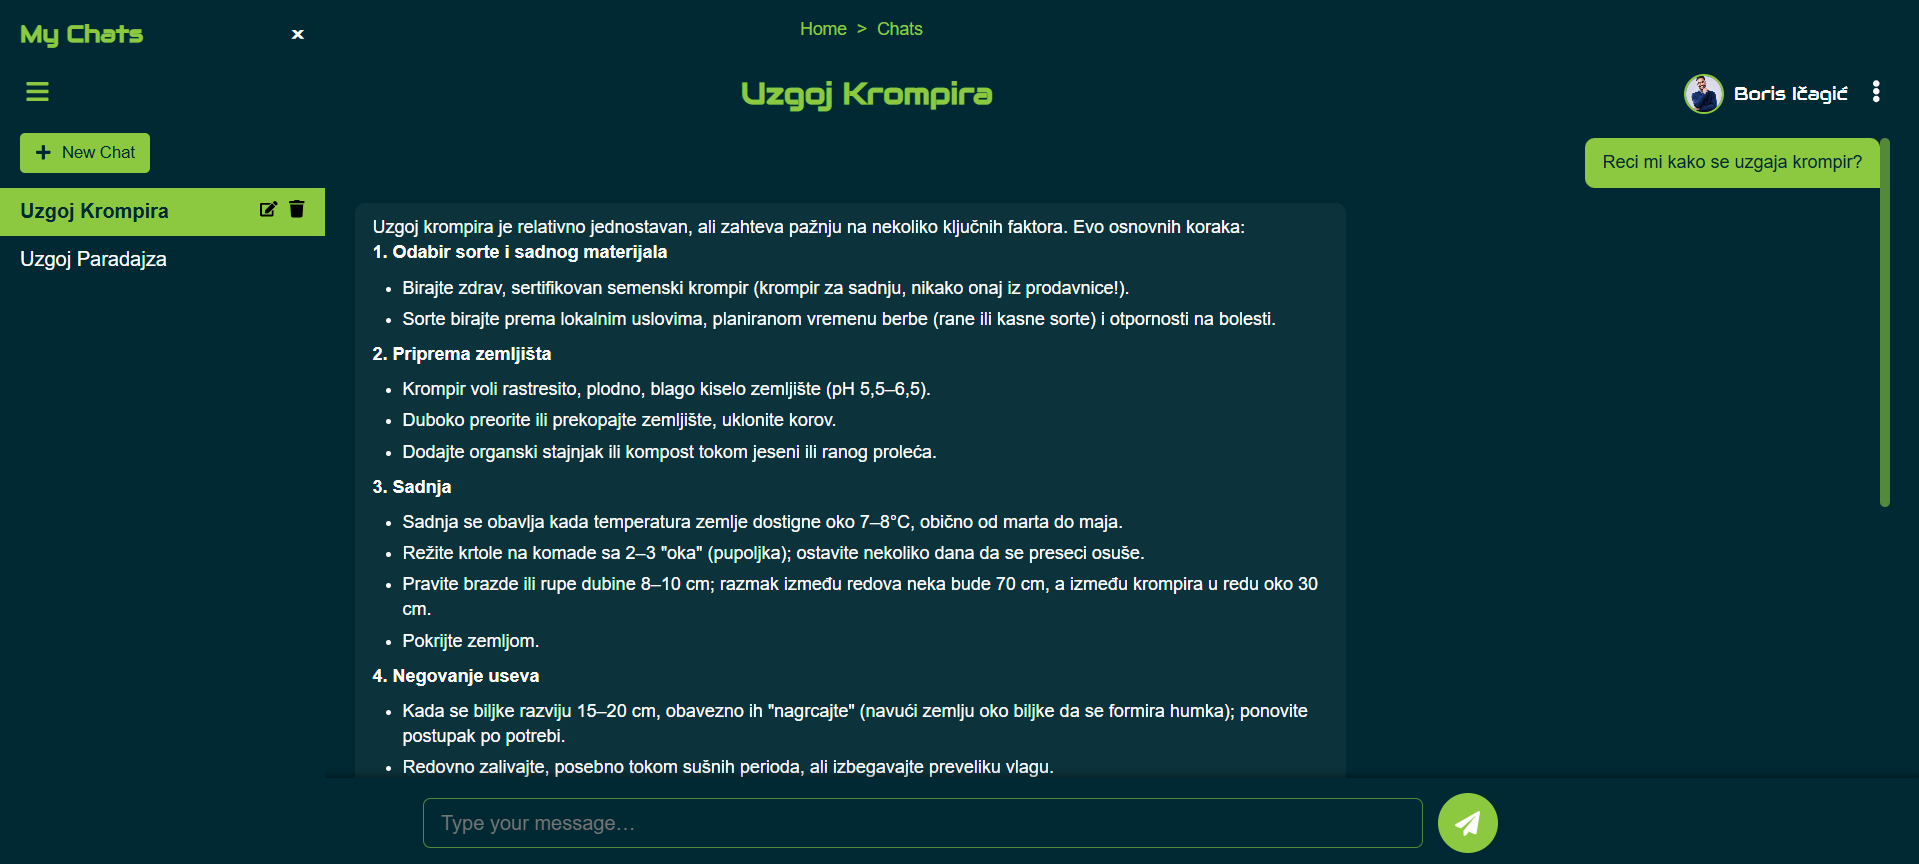 My Chats
x
Home > Chats
Uzgoj Krompira
Boris Ičagić
+ New Chat
Uzgoj Krompira
Uzgoj Paradajza
Reci mi kako se uzgaja krompir?
Uzgoj krompira je relativno jednostavan, ali zahteva pažnju na nekoliko ključnih faktora. Evo osnovnih koraka:
1. Odabir sorte i sadnog materijala
• Birajte zdrav, sertifikovan semenski krompir (krompir za sadnju, nikako onaj iz prodavnice!).
• Sorte birajte prema lokalnim uslovima, planiranom vremenu berbe (rane ili kasne sorte) i otpornosti na bolesti.
2. Priprema zemljišta
• Krompir voli rastresito, plodno, blago kiselo zemljište (pH 5,5–6,5).
• Duboko preorite ili prekopajte zemljište, uklonite korov.
• Dodajte organski stajnjak ili kompost tokom jeseni ili ranog proleća.
3. Sadnja
• Sadnja se obavlja kada temperatura zemlje dostigne oko 7–8°C, obično od marta do maja.
• Režite krtole na komade sa 2–3 "oka" (pupoljka); ostavite nekoliko dana da se preseci osuše.
• Pravite brazde ili rupe dubine 8–10 cm; razmak između redova neka bude 70 cm, a između krompira u redu oko 30
cm.
• Pokrijte zemljom.
4. Negovanje useva
• Kada se biljke razviju 15–20 cm, obavezno ih "nagrcajte" (navući zemlju oko biljke da se formira humka); ponovite
postupak po potrebi.
• Redovno zalivajte, posebno tokom sušnih perioda, ali izbegavajte preveliku vlagu.
Type your message…